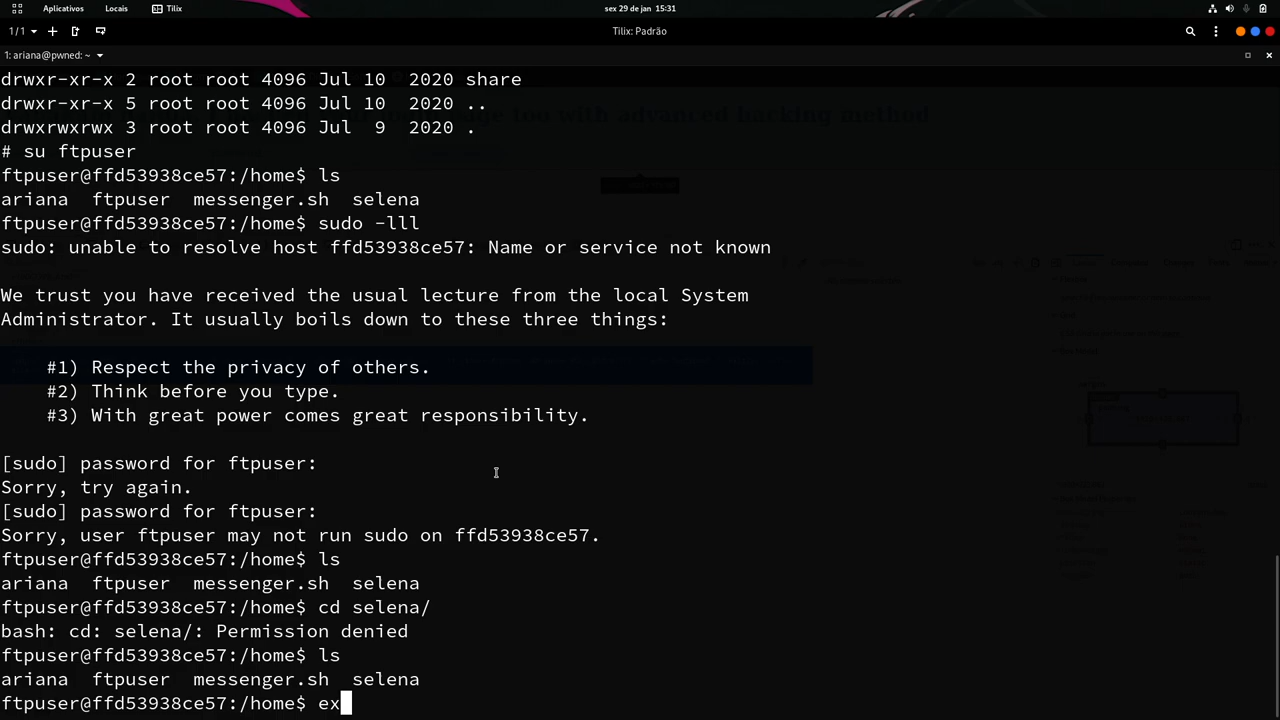 Aplicativos Locais Tilix sex 29 de jan 15:31
1/1 Tilix: Padrão
1: ariana@pwned: ~
drwxr-xr-x 2 root root 4096 Jul 10  2020 share
drwxr-xr-x 5 root root 4096 Jul 10  2020 ..
drwxrwxrwx 3 root root 4096 Jul  9  2020 .
too with advanced hacking method
# su ftpuser
ftpuser@ffd53938ce57:/home$ ls
ariana  ftpuser  messenger.sh  selena
ftpuser@ffd53938ce57:/home$ sudo -lll
sudo: unable to resolve host ffd53938ce57: Name or service not known
We trust you have received the usual lecture from the local System
Administrator. It usually boils down to these three things:
#1) Respect the privacy of others.
#2) Think before you type.
#3) With great power comes great responsibility.
[sudo] password for ftpuser:
Sorry, try again.
[sudo] password for ftpuser:
Sorry, user ftpuser may not run sudo on ffd53938ce57.
ftpuser@ffd53938ce57:/home$ ls
ariana  ftpuser  messenger.sh  selena
ftpuser@ffd53938ce57:/home$ cd selena/
bash: cd: selena/: Permission denied
ftpuser@ffd53938ce57:/home$ ls
ariana  ftpuser  messenger.sh  selena
ftpuser@ffd53938ce57:/home$ ex